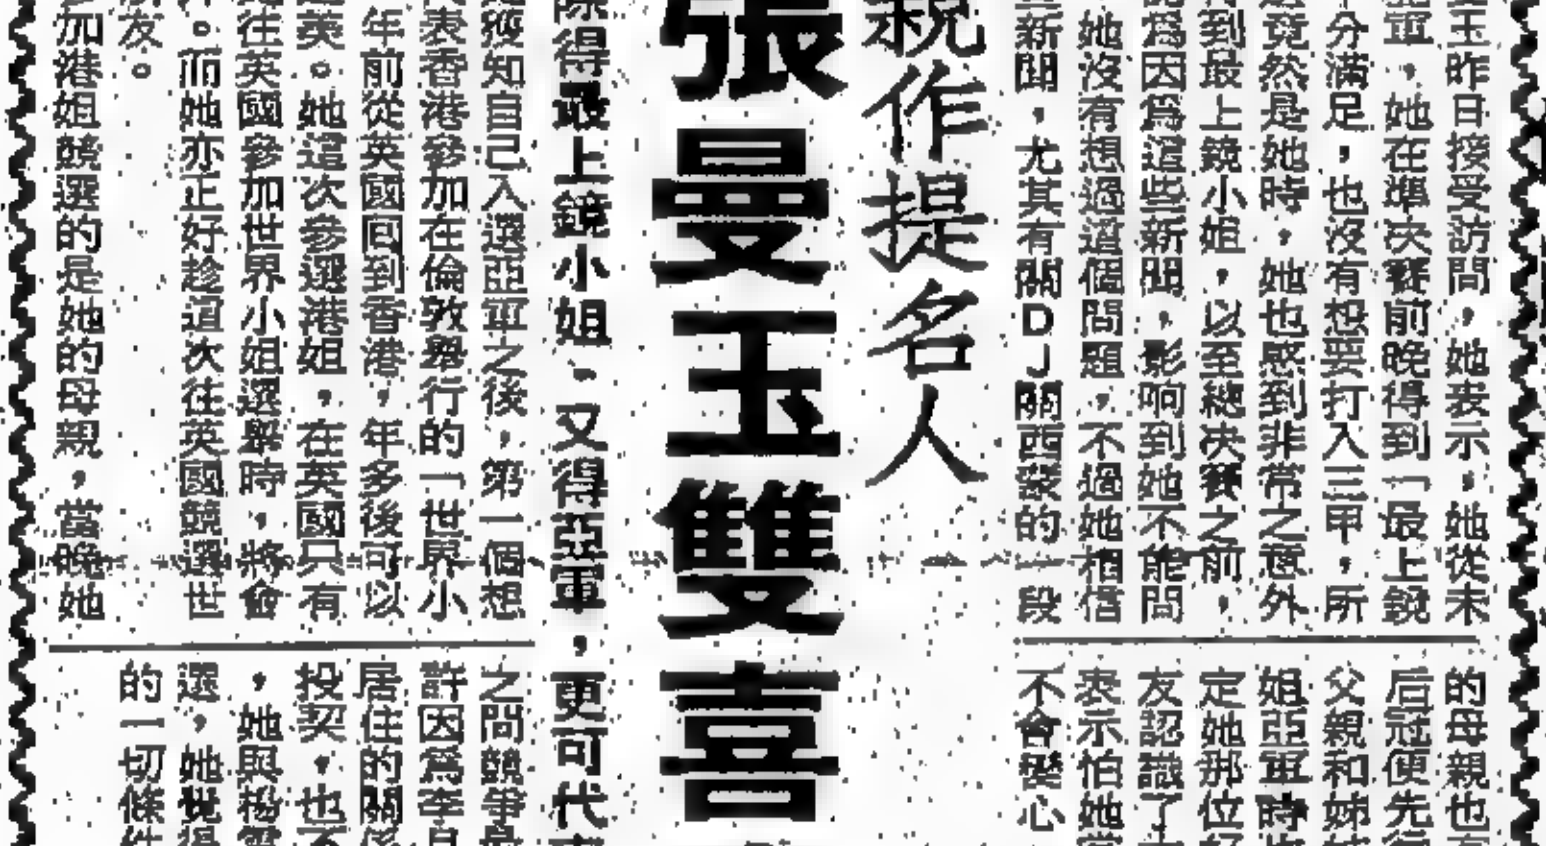 玉昨日接受訪問，她表示，她從未
軍，她在準決賽前晚得到「最上鏡
分滿足，也沒有想要打入三甲，所
竟然是她時，她也感到非常之意外
到最上鏡小姐，以至總决賽之前，
爲因爲這些新聞，影响到她不能問
她沒有想過這個問題，不過她相信
新聞，尤其有關DJ關西蒙的一段
的母親也
后冠便先
父親和姊
姐亞軍時
定她那位
友認識了
表示怕她
不會變心
親作提名人
張曼玉雙喜
除得最上鏡小姐、又得亞軍，更可代
獲知自己入選亞軍之後，第一個想
表香港參加在倫敦舉行的「世界小
年前從英國回到香港，年多後可以
英。她這次參選港姐，在英國只有
往英國參加世界小姐選舉時，將會
。而她亦正好趁這次往英國競選世
友。
加港姐競選的是她的母親，當晚她
之間競爭
許因爲李
居住的關係
投契，也不
，她與楊
選，她覺得
的一切條件